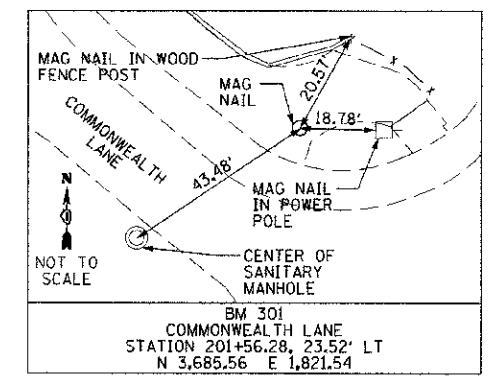 MAG NAIL IN WOOD
FENCE POST
MAG
NAIL
20.57'
18.78'
COMMONWEALTH
LANE
43.48'
MAG NAIL
IN POWER
POLE
N
NOT TO
SCALE
CENTER OF
SANITARY
MANHOLE
x
x
BM 301
COMMONWEALTH LANE
STATION 201+56.28, 23.52' LT
N 3,685.56 E 1,821.54